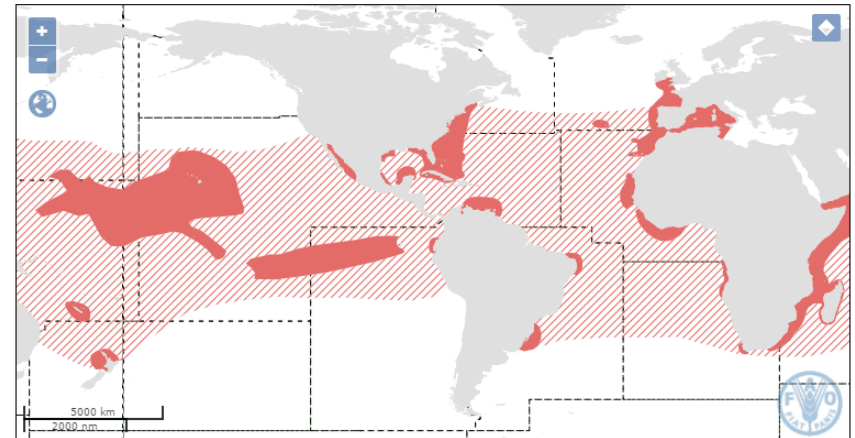 +
−
5000 km
2000 nm
F O
FIAT PANIS